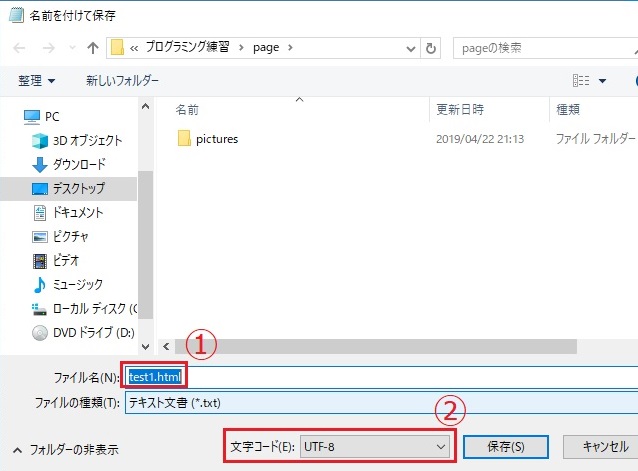 名前を付けて保存
« プログラミング練習 › page › pageの検索
整理 新しいフォルダー
名前 更新日時 種類
PC
pictures 2019/04/22 21:13 ファイル フォルダー
3D オブジェクト
ダウンロード
デスクトップ
ドキュメント
ピクチャ
ビデオ
ミュージック
ローカル ディスク (C
DVD ドライブ (D:)
①
ファイル名(N): test1.html
ファイルの種類(T): テキスト文書 (*.txt)
②
フォルダーの非表示 文字コード(E): UTF-8 保存(S) キャンセル